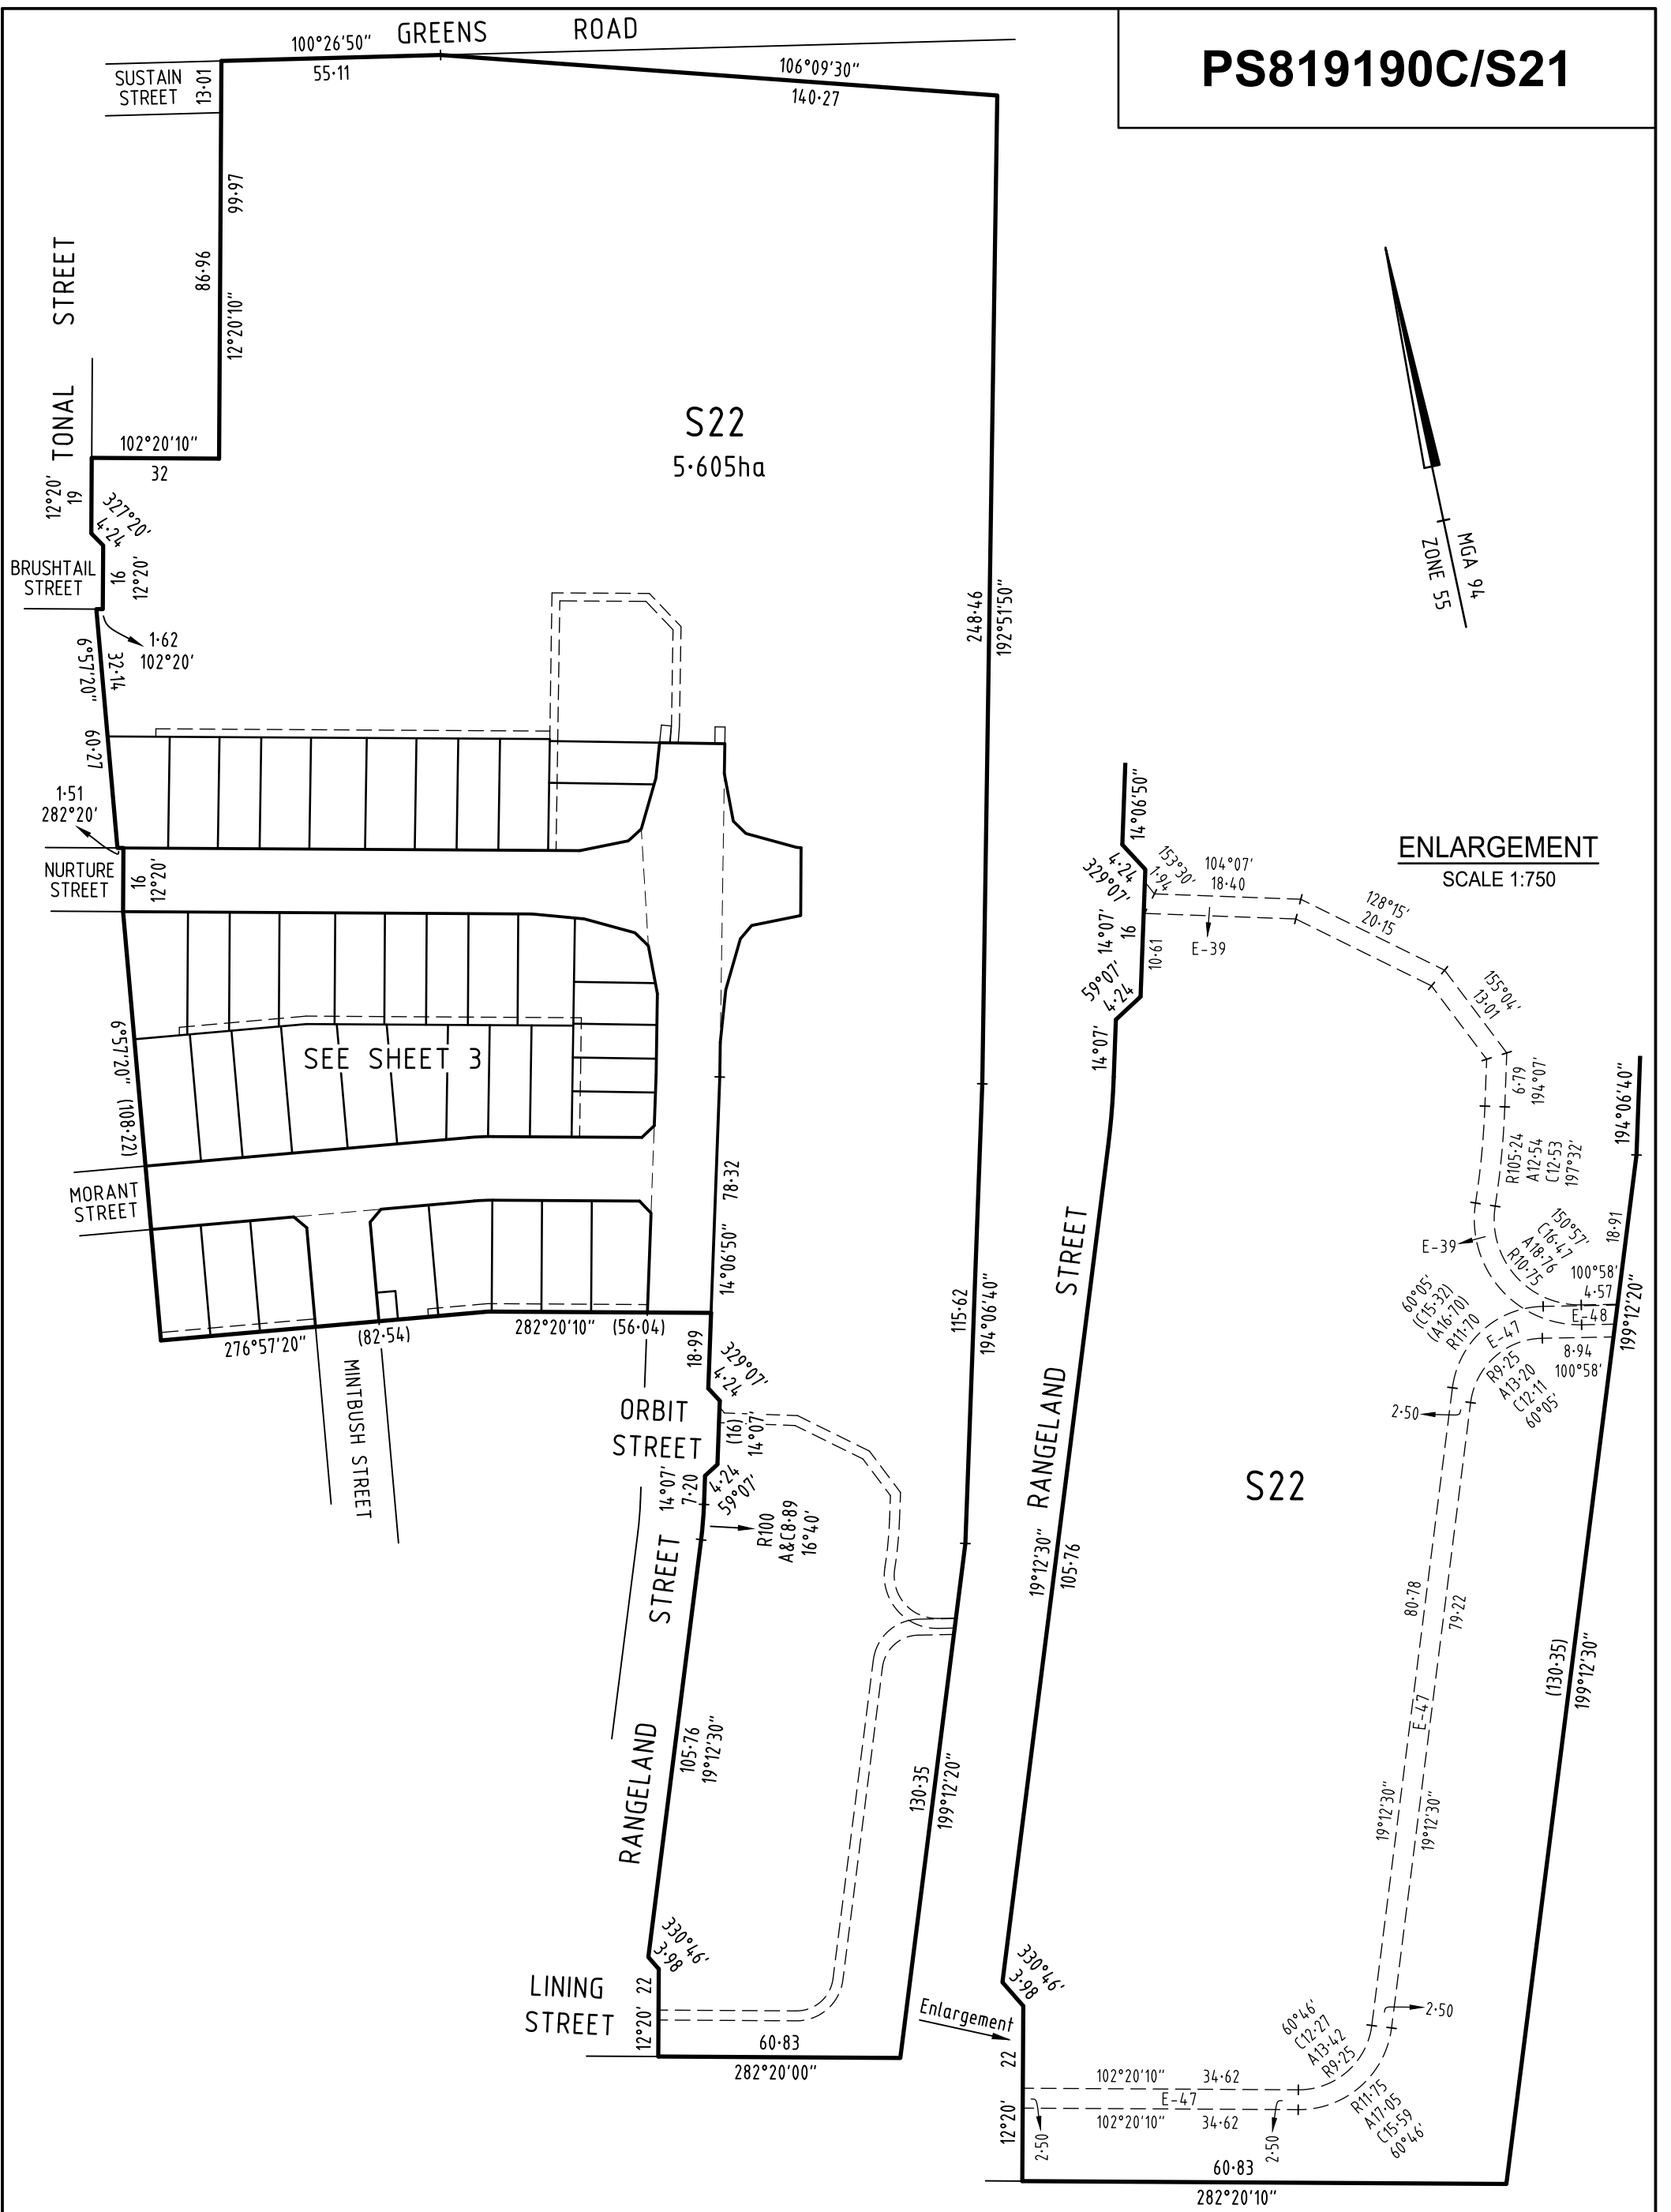 PS819190C/S21
GREENS ROAD
100°26'50"
55·11
106°09'30"
140·27
SUSTAIN
STREET
13·01
99·97
86·96
12°20'10"
TONAL STREET
S22
5·605ha
102°20'10"
32
12°20'
19
327°20'
4·24
BRUSHTAIL
STREET
16
12°20'
1·62
102°20'
6°57'20"
32·14
60·27
248·46
192°51'50"
MGA 94
ZONE 55
1·51
282°20'
NURTURE
STREET
16
12°20'
SEE SHEET 3
6°57'20" (108·22)
MORANT
STREET
78·32
14°06'50"
115·62
194°06'40"
276°57'20"
(82·54)
282°20'10" (56·04)
18·99
329°07'
4·24
MINTBUSH STREET
ORBIT
STREET
(16)
14°07'
14°07'
7·20
4·24
59°07'
R100
A&C8·89
16°40'
RANGELAND STREET
105·76
19°12'30"
130·35
199°12'20"
330°46'
3·98
LINING
STREET
12°20' 22
60·83
282°20'00"
Enlargement
ENLARGEMENT
SCALE 1:750
14°06'50"
4·24
329°07'
153°30'
1·94
104°07'
18·40
E-39
128°15'
20·15
14°07'
16
10·61
59°07'
4·24
14°07'
155°04'
13·01
6·79
194°07'
194°06'40"
R105·24
A12·54
C12·53
197°32'
150°57'
C16·47
A18·76
R10·75
18·91
E-39
100°58'
4·57
E-48
199°12'20"
60°05'
(C15·32)
(A16·70)
R11·70
E-47
8·94
100°58'
R9·25
A13·20
C12·11
60°05'
2·50
RANGELAND STREET
S22
19°12'30"
105·76
80·78
79·22
E-47
(130·35)
199°12'30"
19°12'30"
19°12'30"
330°46'
3·98
2·50
60°46'
C12·27
A13·42
R9·25
22
12°20'
102°20'10" 34·62
E-47
102°20'10" 34·62
2·50
2·50
R11·75
A17·05
C15·59
60°46'
60·83
282°20'10"